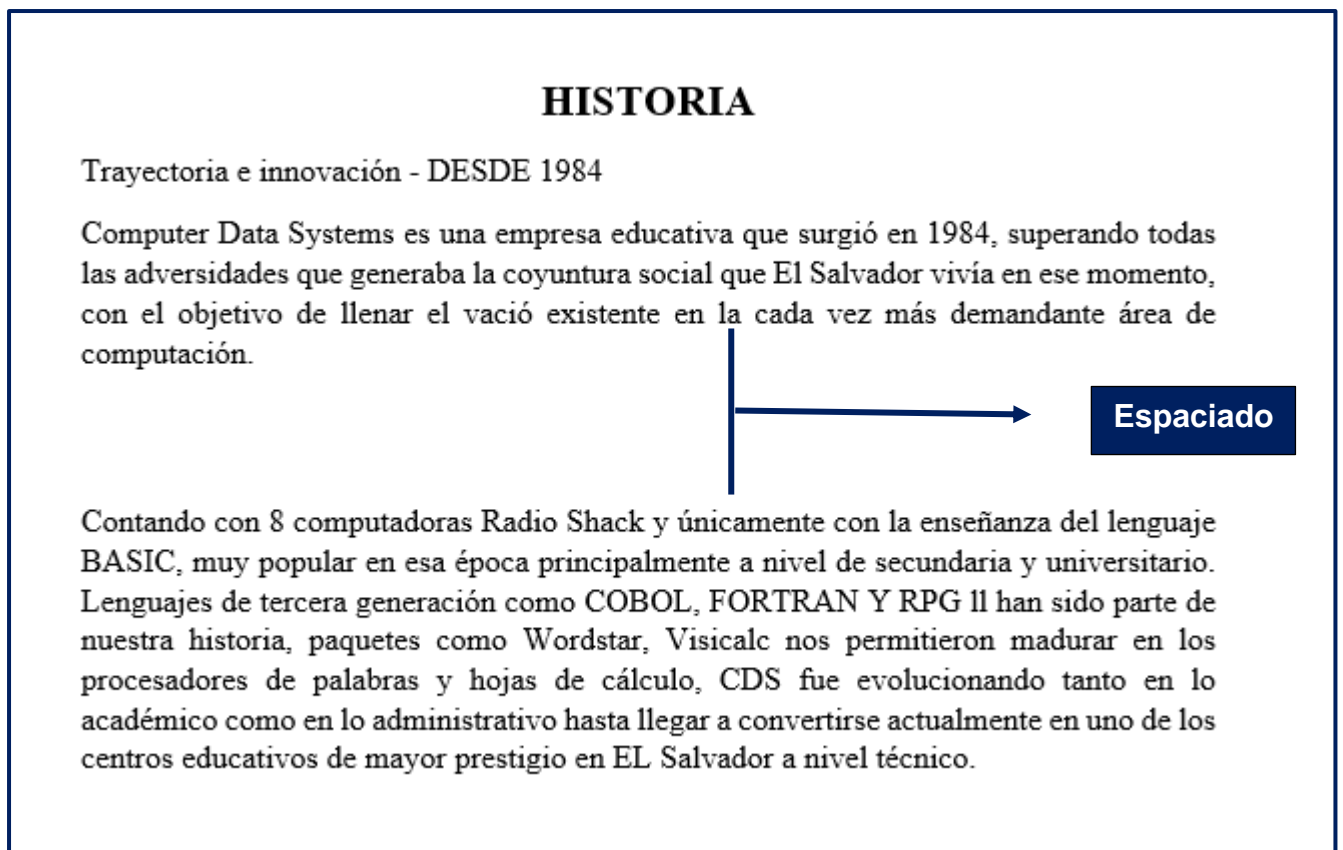 HISTORIA
Trayectoria e innovación - DESDE 1984
Computer Data Systems es una empresa educativa que surgió en 1984, superando todas
las adversidades que generaba la coyuntura social que El Salvador vivía en ese momento,
con el objetivo de llenar el vació existente en la cada vez más demandante área de
computación.
Espaciado
Contando con 8 computadoras Radio Shack y únicamente con la enseñanza del lenguaje
BASIC, muy popular en esa época principalmente a nivel de secundaria y universitario.
Lenguajes de tercera generación como COBOL, FORTRAN Y RPG ll han sido parte de
nuestra historia, paquetes como Wordstar, Visicalc nos permitieron madurar en los
procesadores de palabras y hojas de cálculo, CDS fue evolucionando tanto en lo
académico como en lo administrativo hasta llegar a convertirse actualmente en uno de los
centros educativos de mayor prestigio en EL Salvador a nivel técnico.